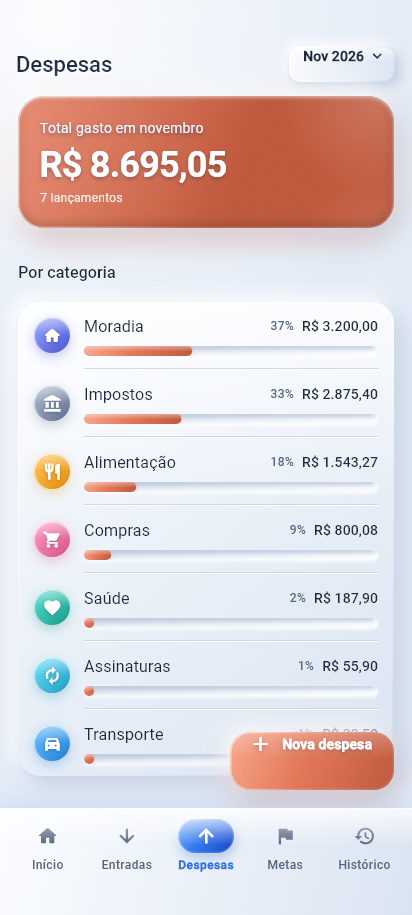 Despesas
Nov 2026
Total gasto em novembro
R$ 8.695,05
7 lançamentos
Por categoria
Moradia 37% R$ 3.200,00
Impostos 33% R$ 2.875,40
Alimentação 18% R$ 1.543,27
Compras 9% R$ 800,08
Saúde 2% R$ 187,90
Assinaturas 1% R$ 55,90
Transporte
Nova despesa
Início Entradas Despesas Metas Histórico